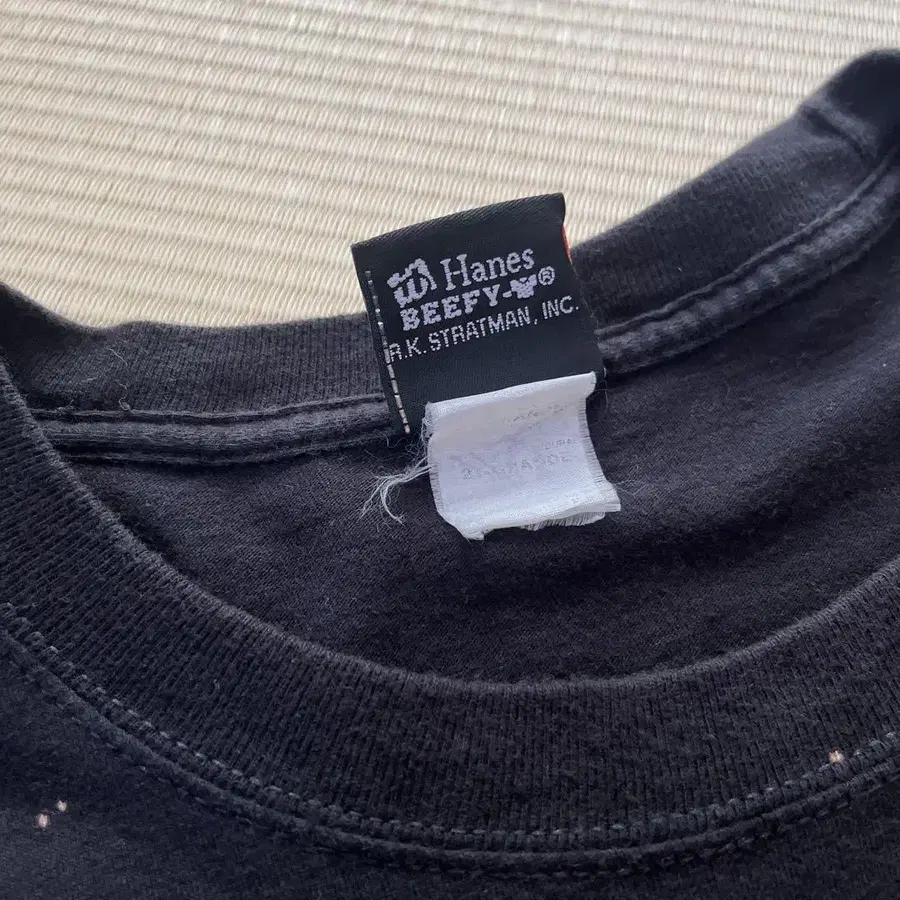 Hanes
BEEFY-T®
R.K. STRATMAN, INC.